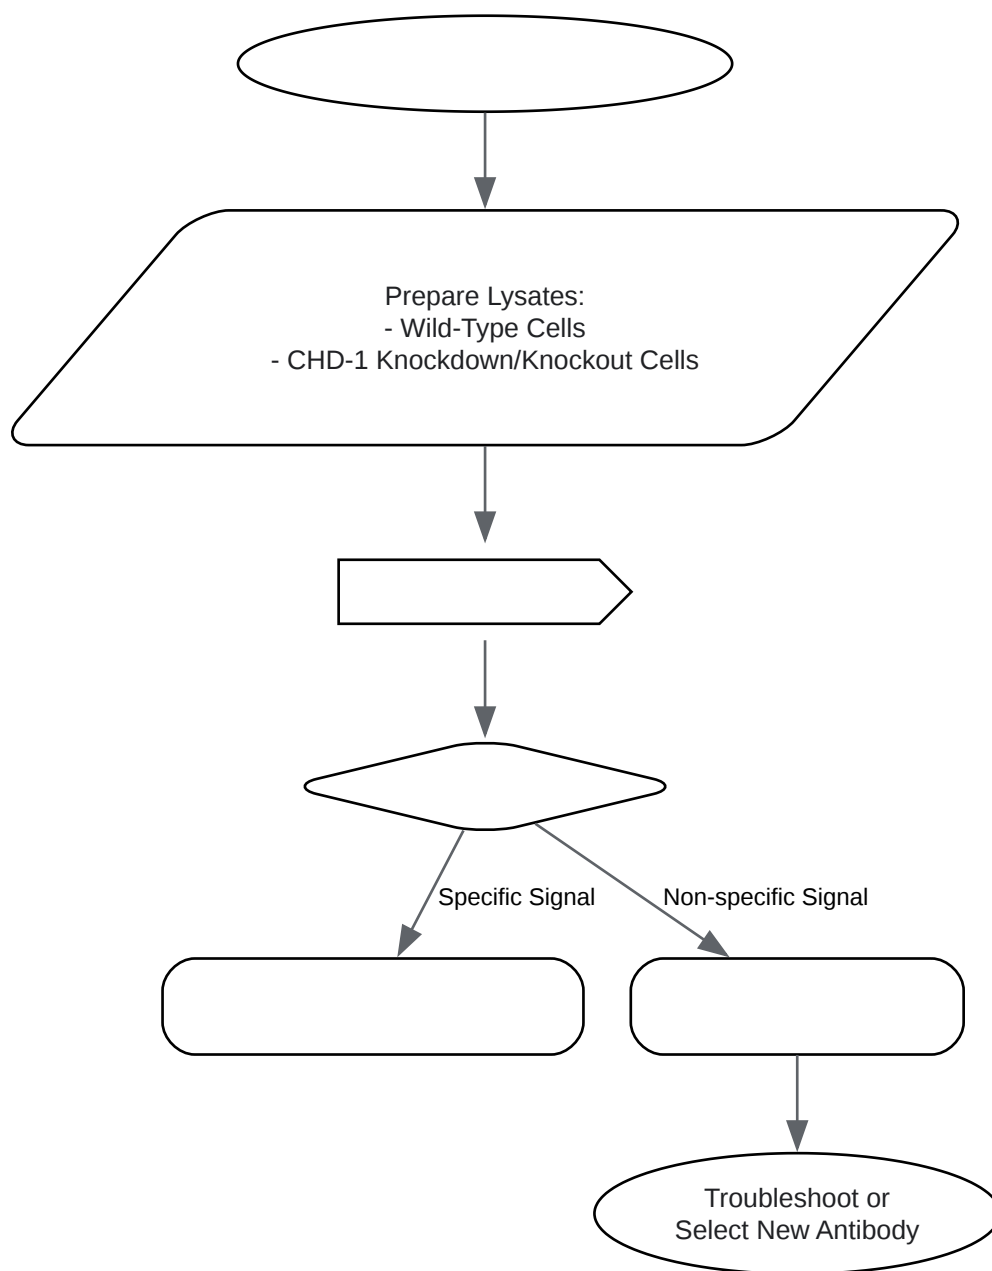 Prepare Lysates:
- Wild-Type Cells
- CHD-1 Knockdown/Knockout Cells
Specific Signal
Non-specific Signal
Troubleshoot or
Select New Antibody